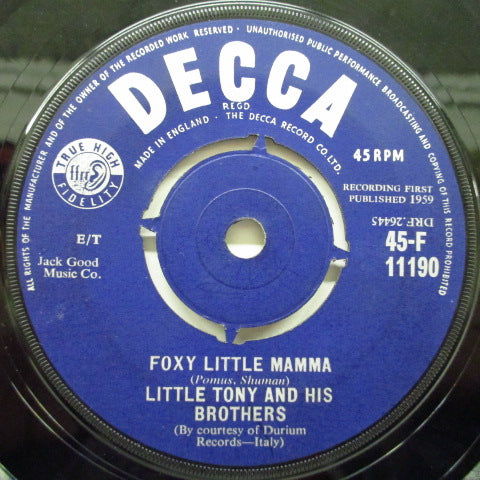 ALL RIGHTS OF THE MANUFACTURER AND OF THE OWNER OF THE RECORDED WORK RESERVED - UNAUTHORISED PUBLIC PERFORMANCE BROADCASTING AND COPYING OF THIS RECORD PROHIBITED
DECCA
REGD
MADE IN ENGLAND. THE DECCA RECORD CO. LTD.
TRUE HIGH
ffrr
FIDELITY
45 RPM
RECORDING FIRST
PUBLISHED 1959
DRF.26445
45-F
11190
E/T
Jack Good
Music Co.
FOXY LITTLE MAMMA
(Pomus, Shuman)
LITTLE TONY AND HIS
BROTHERS
(By courtesy of Durium
Records—Italy)